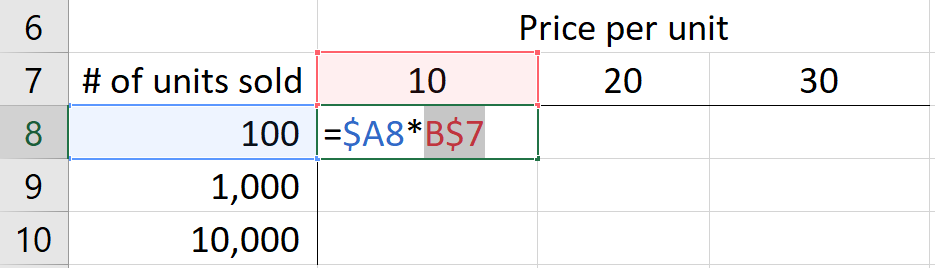 6 Price per unit
7 # of units sold 10 20 30
8 100 =$A8*B$7
9 1,000
10 10,000